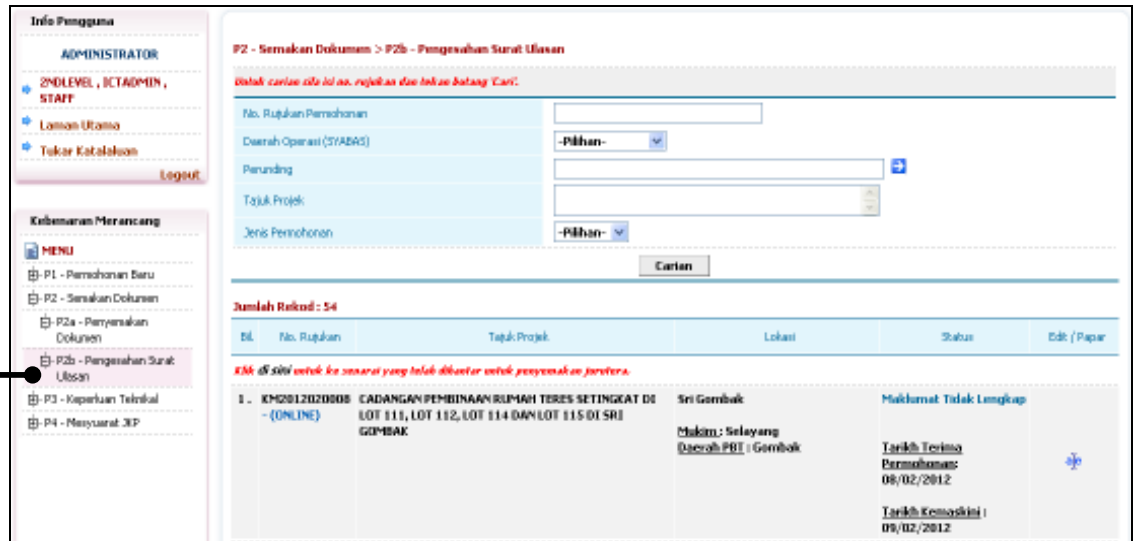 Info Pengguna
ADMINISTRATOR
2NDLEVEL , ICTADMIN ,
STAFF
Laman Utama
Tukar Katalaluan
Logout
Kebenaran Merancang
MENU
P1 - Permohonan Baru
P2 - Semakan Dokumen
P2a - Penyemakan
Dokumen
P2b - Pengesahan Surat
Ulasan
P3 - Keperluan Teknikal
P4 - Mesyuarat JKP
P2 - Semakan Dokumen > P2b - Pengesahan Surat Ulasan
Untuk carian sila isi no. rujukan dan tekan butang 'Cari'.
No. Rujukan Permohonan
Daerah Operasi (SYABAS)
-Pilihan-
Perunding
Tajuk Projek
Jenis Permohonan
-Pilihan-
Carian
Jumlah Rekod : 54
Bil. No. Rujukan Tajuk Projek Lokasi Status Edit / Papar
Klik di sini untuk ke senarai yang telah dihantar untuk penyemakan jurutera.
1. KM2012020008 CADANGAN PEMBINAAN RUMAH TERES SETINGKAT DI Sri Gombak Maklumat Tidak Lengkap
- (ONLINE) LOT 111, LOT 112, LOT 114 DAN LOT 115 DI SRI
GOMBAK
Mukim : Selayang
Daerah PBT : Gombak
Tarikh Terima
Permohonan:
08/02/2012
Tarikh Kemaskini :
09/02/2012